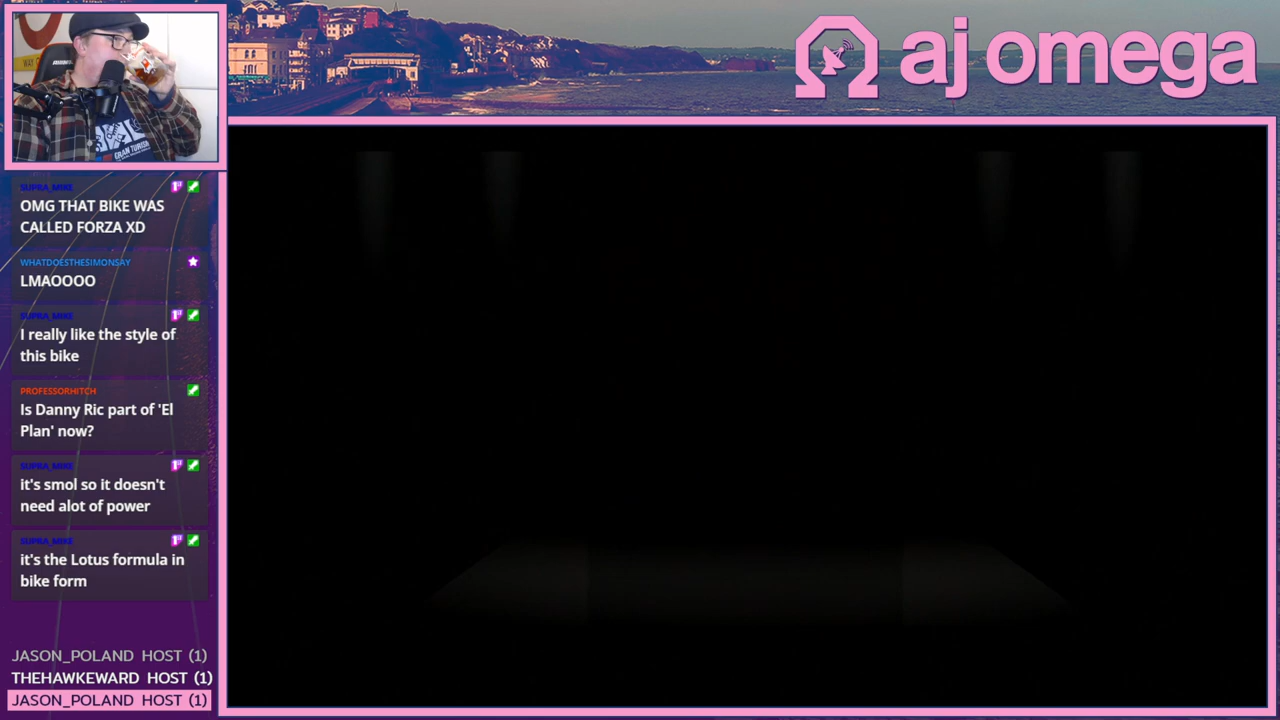 aj omega
GRAN TURISM
SUPRA_MIKE
OMG THAT BIKE WAS
CALLED FORZA XD
WHATDOESTHESIMONSAY
LMAOOOO
SUPRA_MIKE
I really like the style of
this bike
PROFESSORHITCH
Is Danny Ric part of 'El
Plan' now?
SUPRA_MIKE
it's smol so it doesn't
need alot of power
SUPRA_MIKE
it's the Lotus formula in
bike form
JASON_POLAND HOST (1)
THEHAWKEWARD HOST (1)
JASON_POLAND HOST (1)